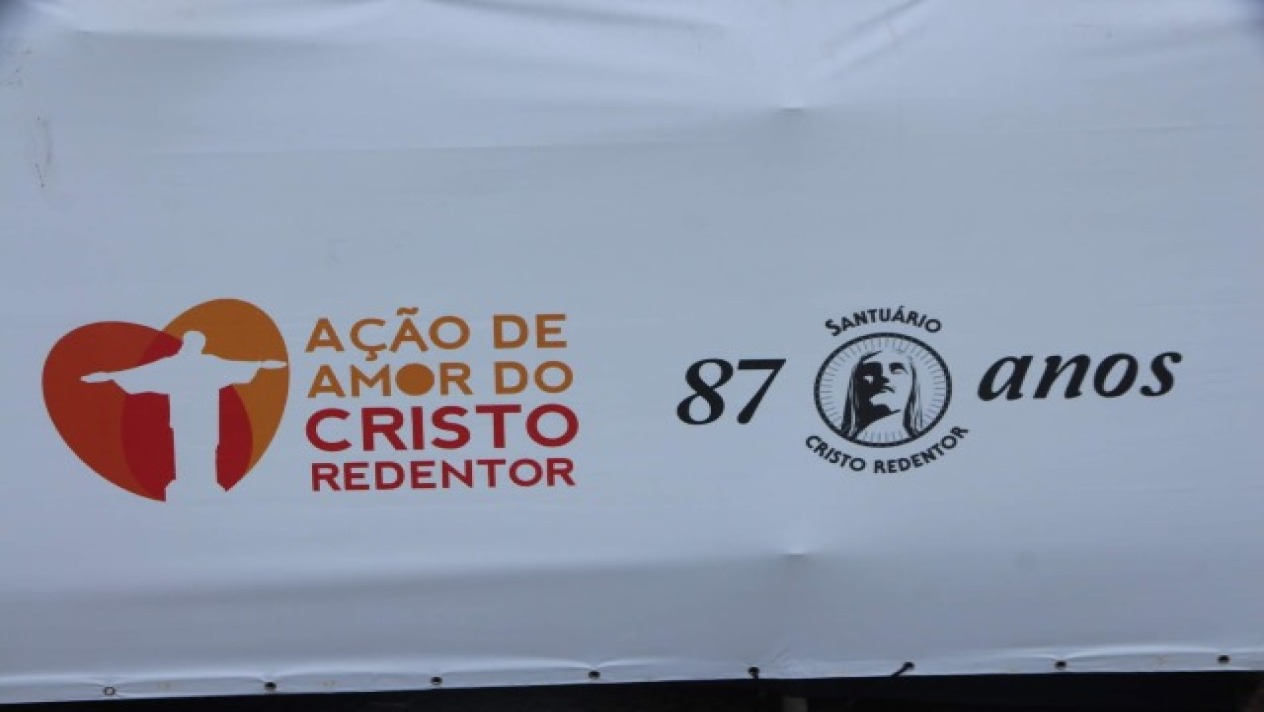 AÇÃO DE
AMOR DO
CRISTO
REDENTOR
87
SANTUÁRIO
CRISTO REDENTOR
anos